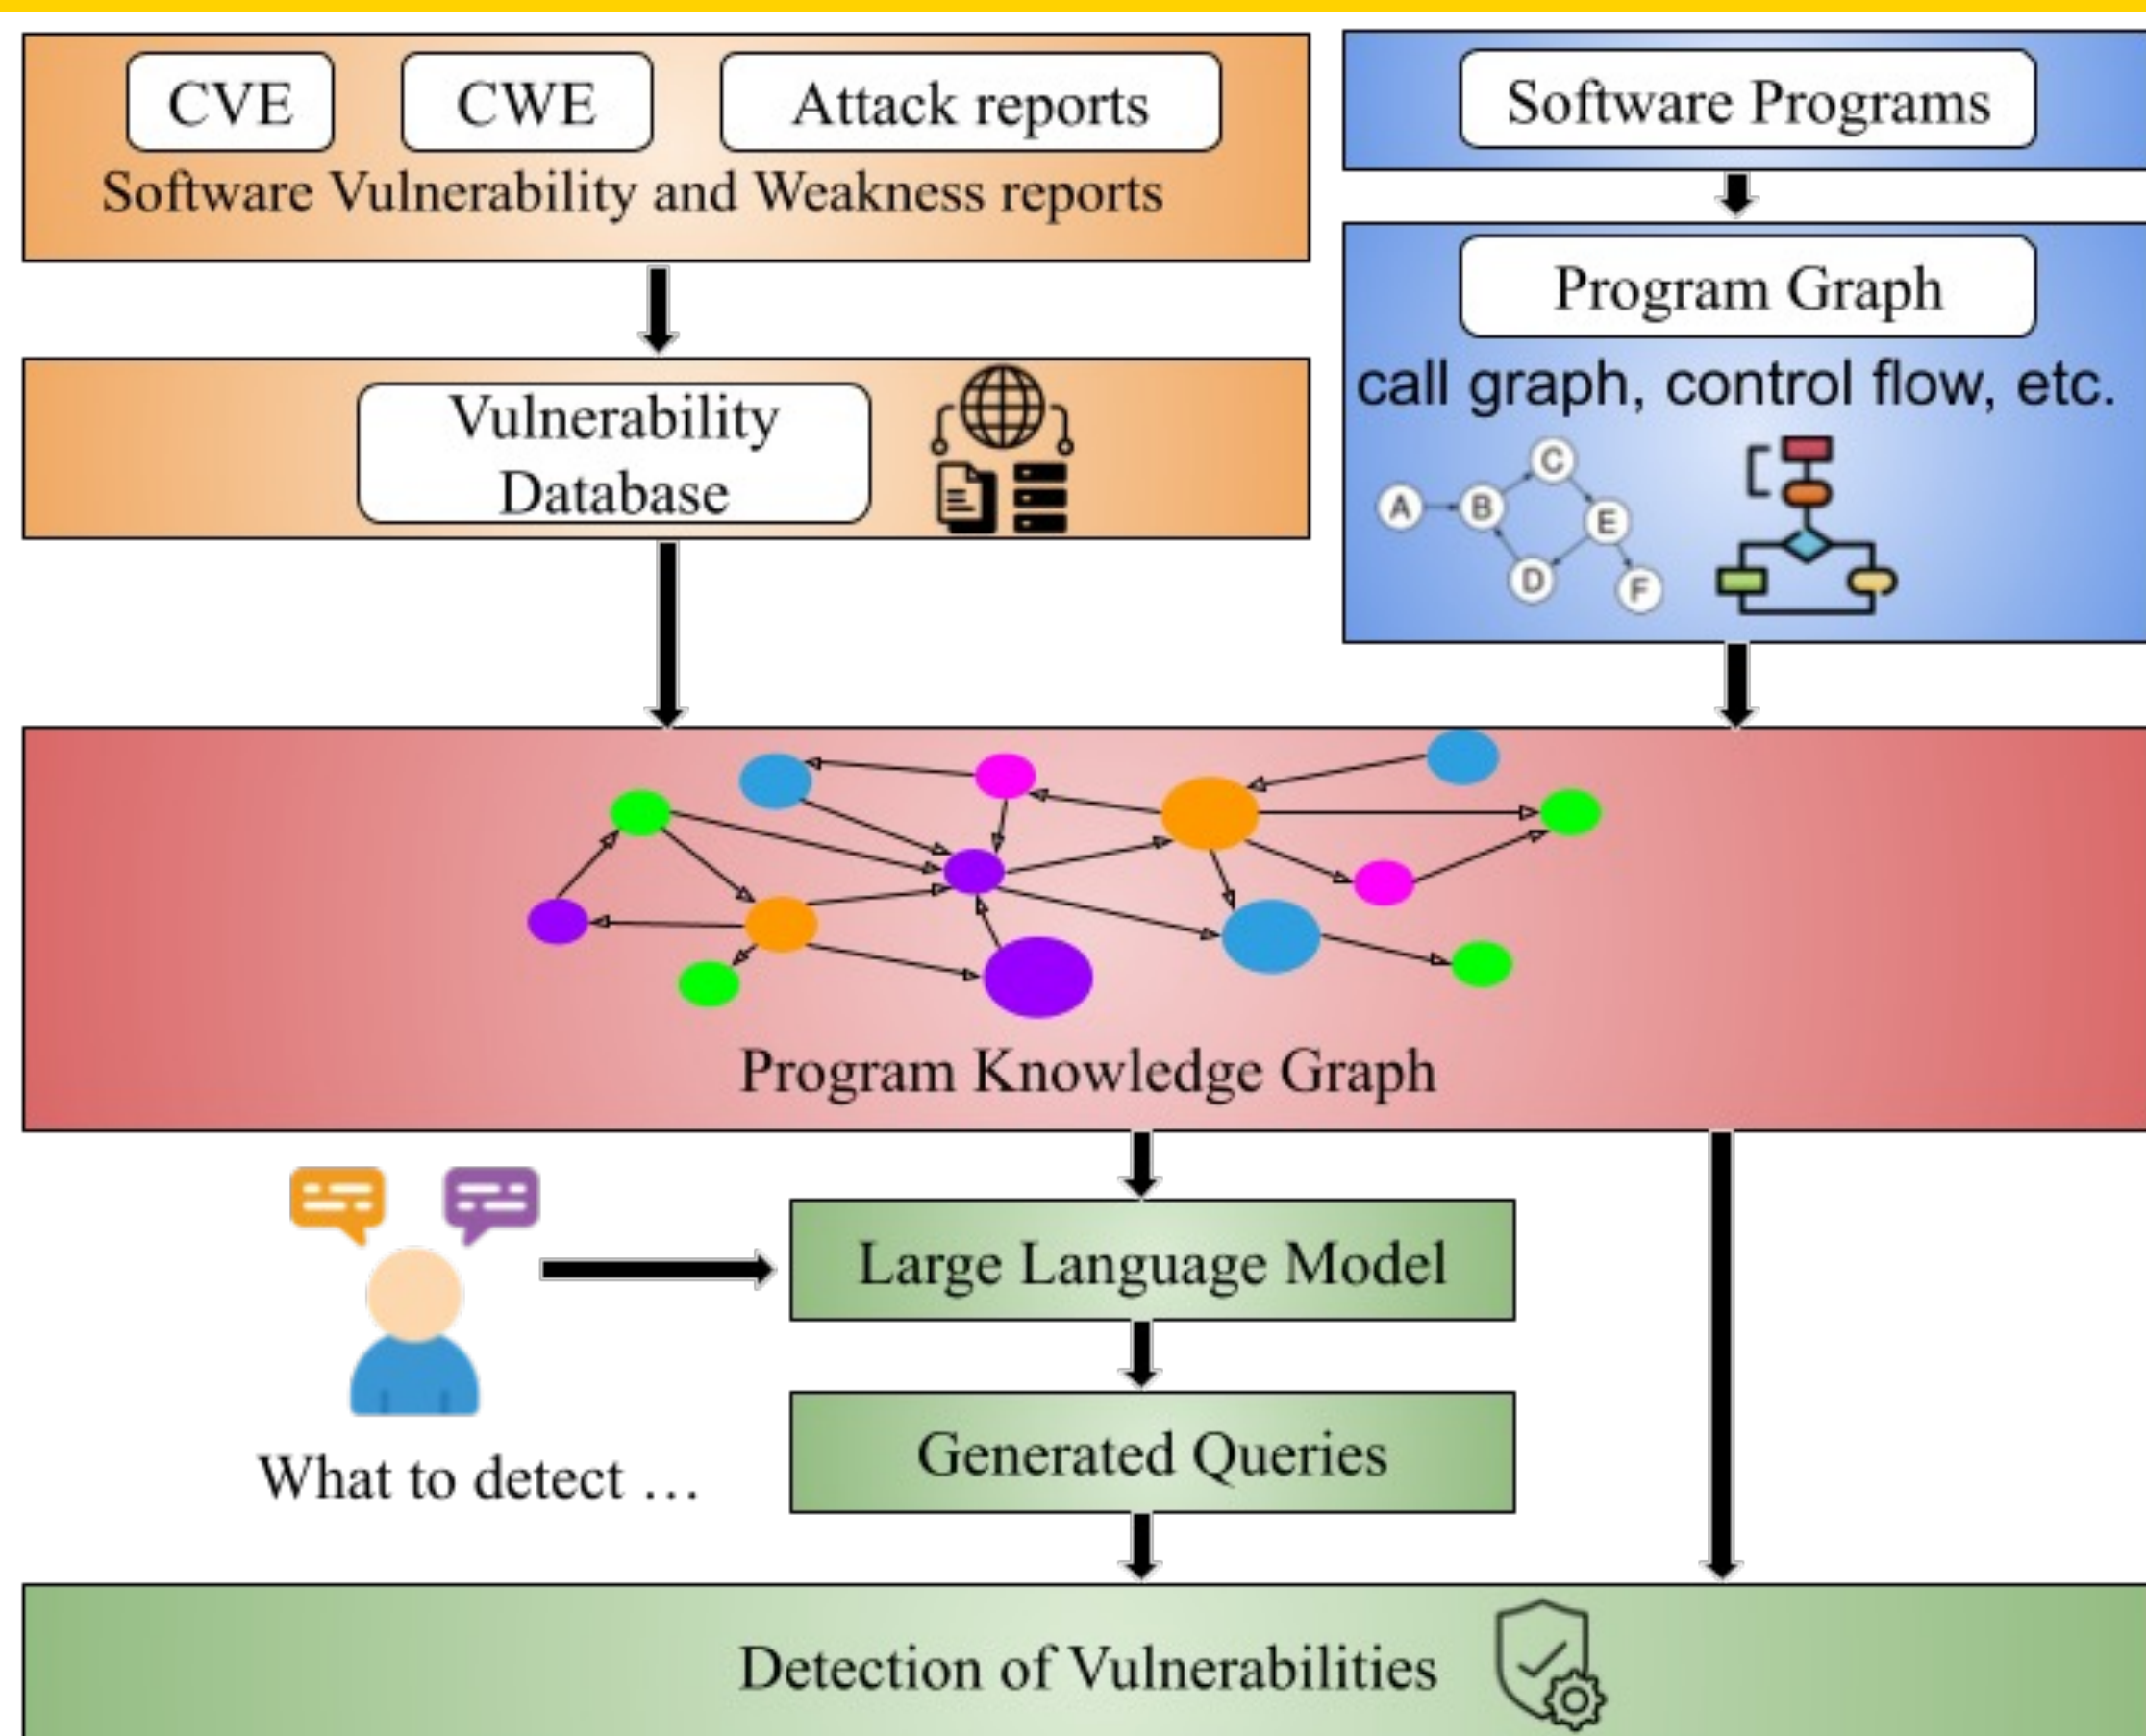 CVE
CWE
Attack reports
Software Vulnerability and Weakness reports
Vulnerability
Database
Software Programs
Program Graph
call graph, control flow, etc.
A
B
C
E
D
F
Program Knowledge Graph
Large Language Model
What to detect …
Generated Queries
Detection of Vulnerabilities